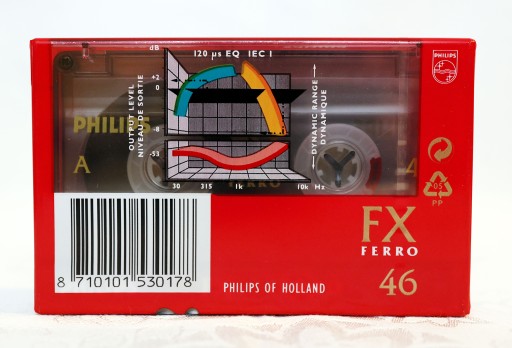 dB
120 µs EQ IEC I
PHILIPS
+2
0
-8
-53
OUTPUT LEVEL
NIVEAU DE SORTIE
DYNAMIC RANGE
DYNAMIQUE
PHILIPS
A
FERRO
30 315 1k 10k Hz
05
PP
FX
FERRO
46
8 710101 530178
PHILIPS OF HOLLAND